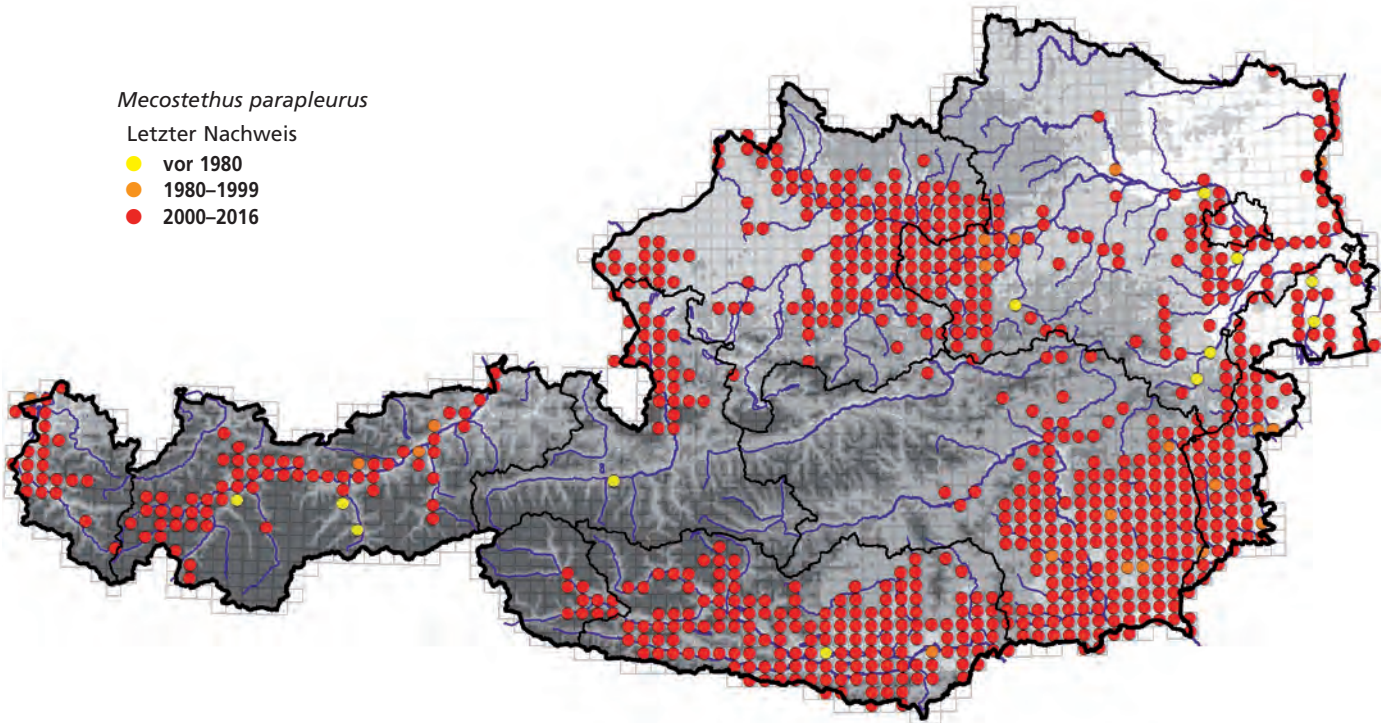 Mecostethus parapleurus
Letzter Nachweis
vor 1980
1980–1999
2000–2016